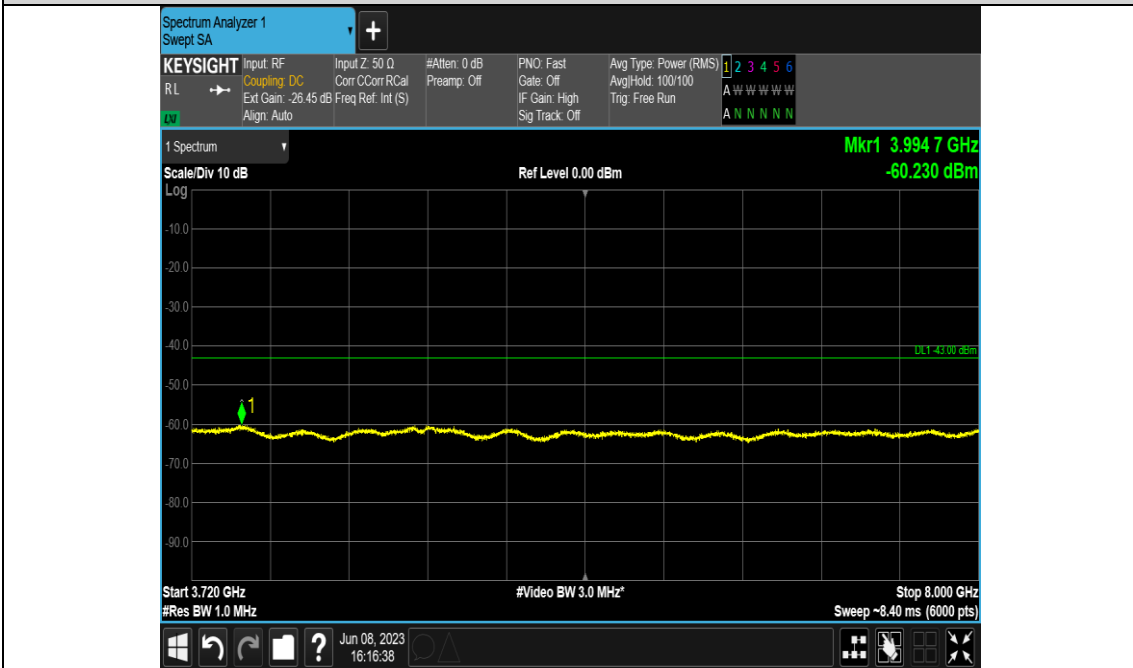 Spectrum Analyzer 1
Swept SA
+
KEYSIGHT
RL
LXI
Input: RF
Coupling: DC
Ext Gain: -26.45 dB
Align: Auto
Input Z: 50 Ω
Corr CCorr RCal
Freq Ref: Int (S)
#Atten: 0 dB
Preamp: Off
PNO: Fast
Gate: Off
IF Gain: High
Sig Track: Off
Avg Type: Power (RMS)
Avg|Hold: 100/100
Trig: Free Run
1 2 3 4 5 6
A W W W W W
A N N N N N
1 Spectrum
Mkr1 3.994 7 GHz
Scale/Div 10 dB
Ref Level 0.00 dBm
-60.230 dBm
Log
-10.0
-20.0
-30.0
-40.0
DL1 -43.00 dBm
-50.0
1
-60.0
-70.0
-80.0
-90.0
Start 3.720 GHz
#Video BW 3.0 MHz*
Stop 8.000 GHz
#Res BW 1.0 MHz
Sweep ~8.40 ms (6000 pts)
?
Jun 08, 2023
16:16:38